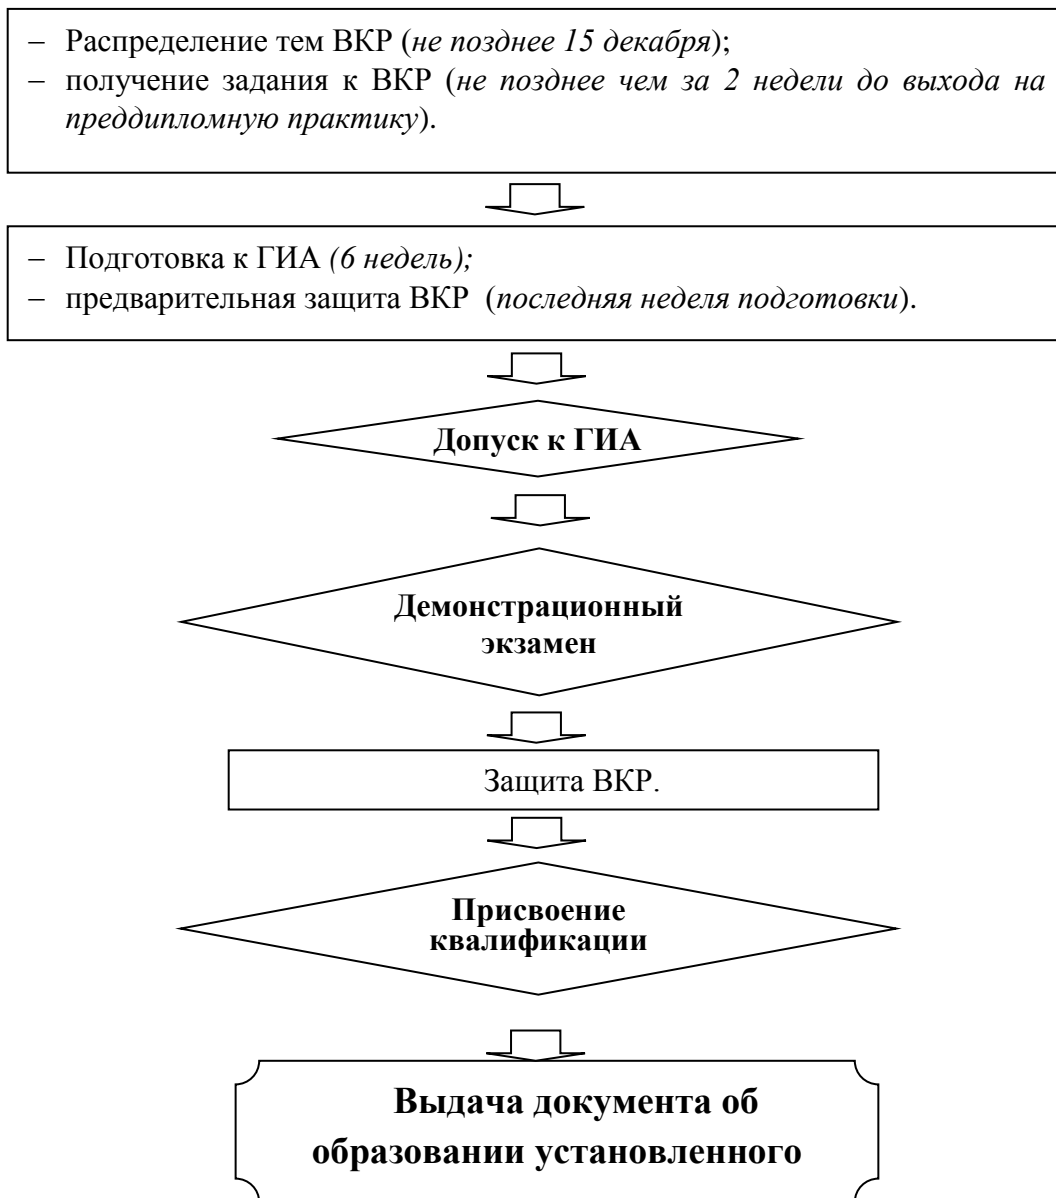 – Распределение тем ВКР (не позднее 15 декабря);
– получение задания к ВКР (не позднее чем за 2 недели до выхода на
преддипломную практику).
– Подготовка к ГИА (6 недель);
– предварительная защита ВКР (последняя неделя подготовки).
Допуск к ГИА
Демонстрационный
экзамен
Защита ВКР.
Присвоение
квалификации
Выдача документа об
образовании установленного